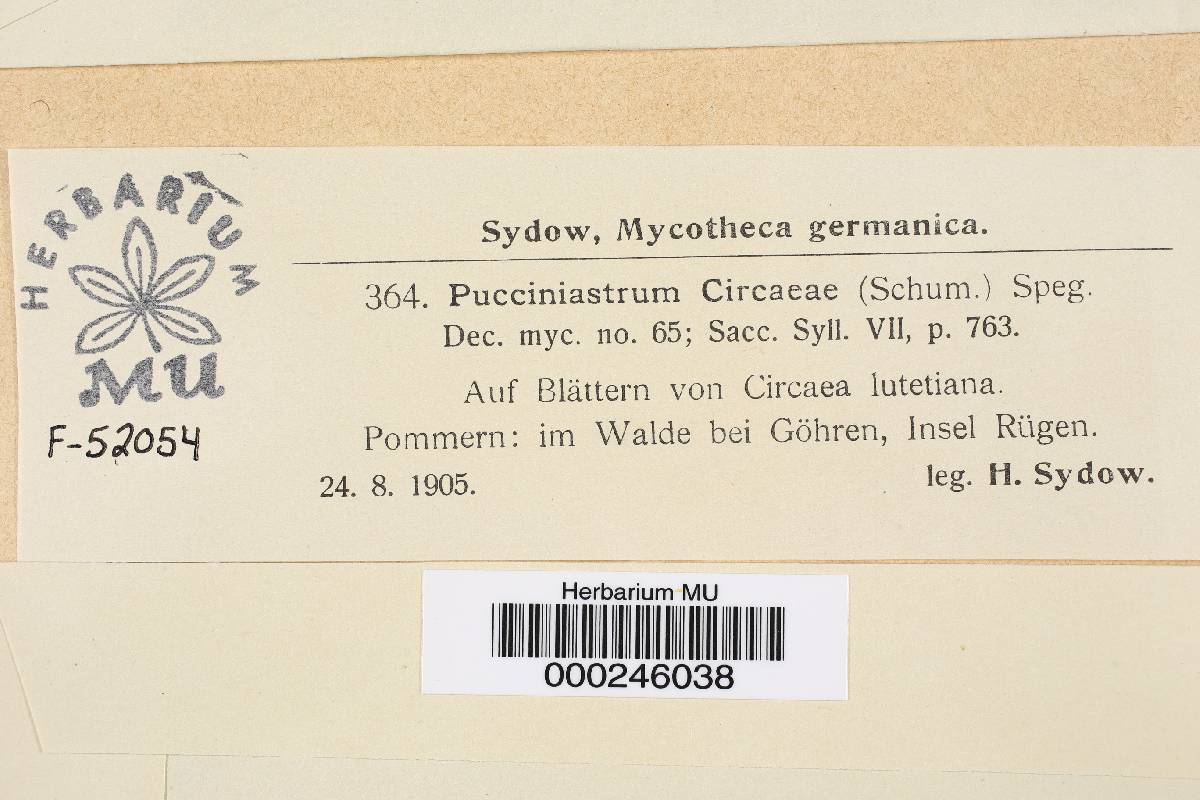 HERBARIUM
MU
F-52054
Sydow, Mycotheca germanica.
364. Pucciniastrum Circaeae (Schum.) Speg.
Dec. myc. no. 65; Sacc. Syll. VII, p. 763.
Auf Blättern von Circaea lutetiana.
Pommern: im Walde bei Göhren, Insel Rügen.
24. 8. 1905. leg. H. Sydow.
Herbarium MU
000246038